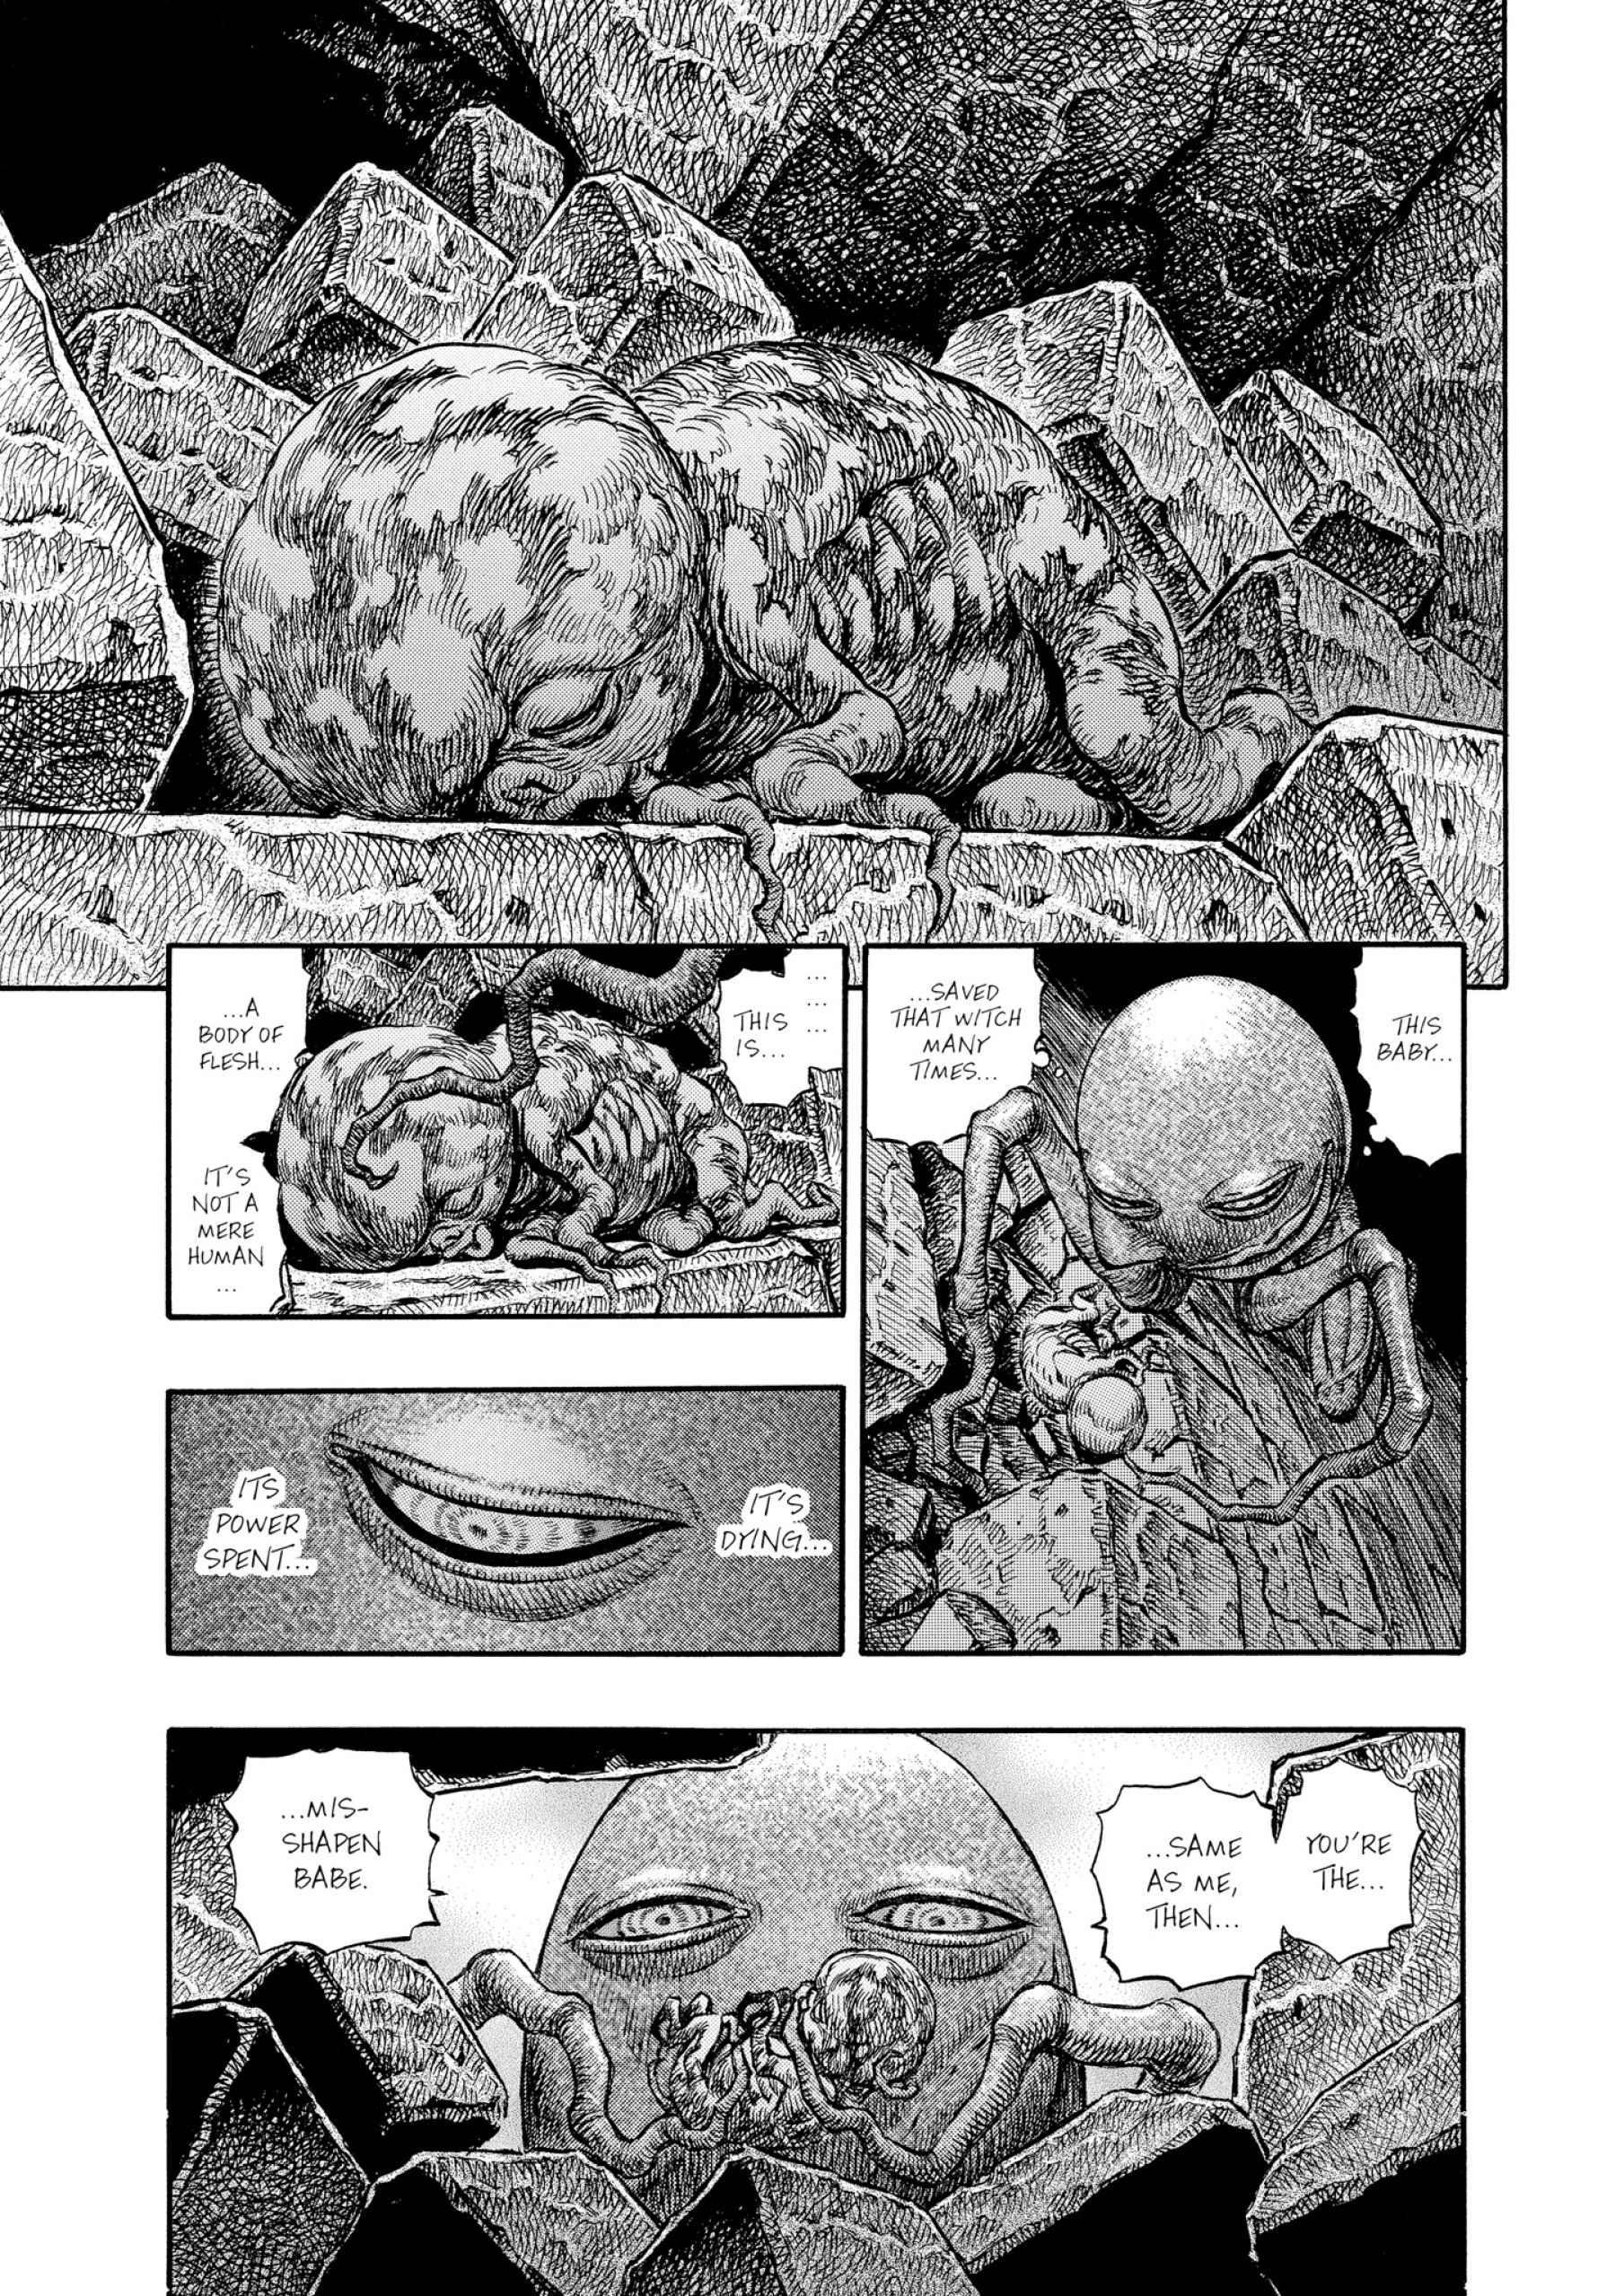 THIS
BABY...
...SAVED
THAT WITCH
MANY
TIMES...
...
...
...
THIS
IS...
...A
BODY OF
FLESH...
IT'S
NOT A
MERE
HUMAN
...
IT'S
DYING...
ITS
POWER
SPENT...
YOU'RE
THE...
...SAME
AS ME,
THEN...
...MIS-
SHAPEN
BABE.